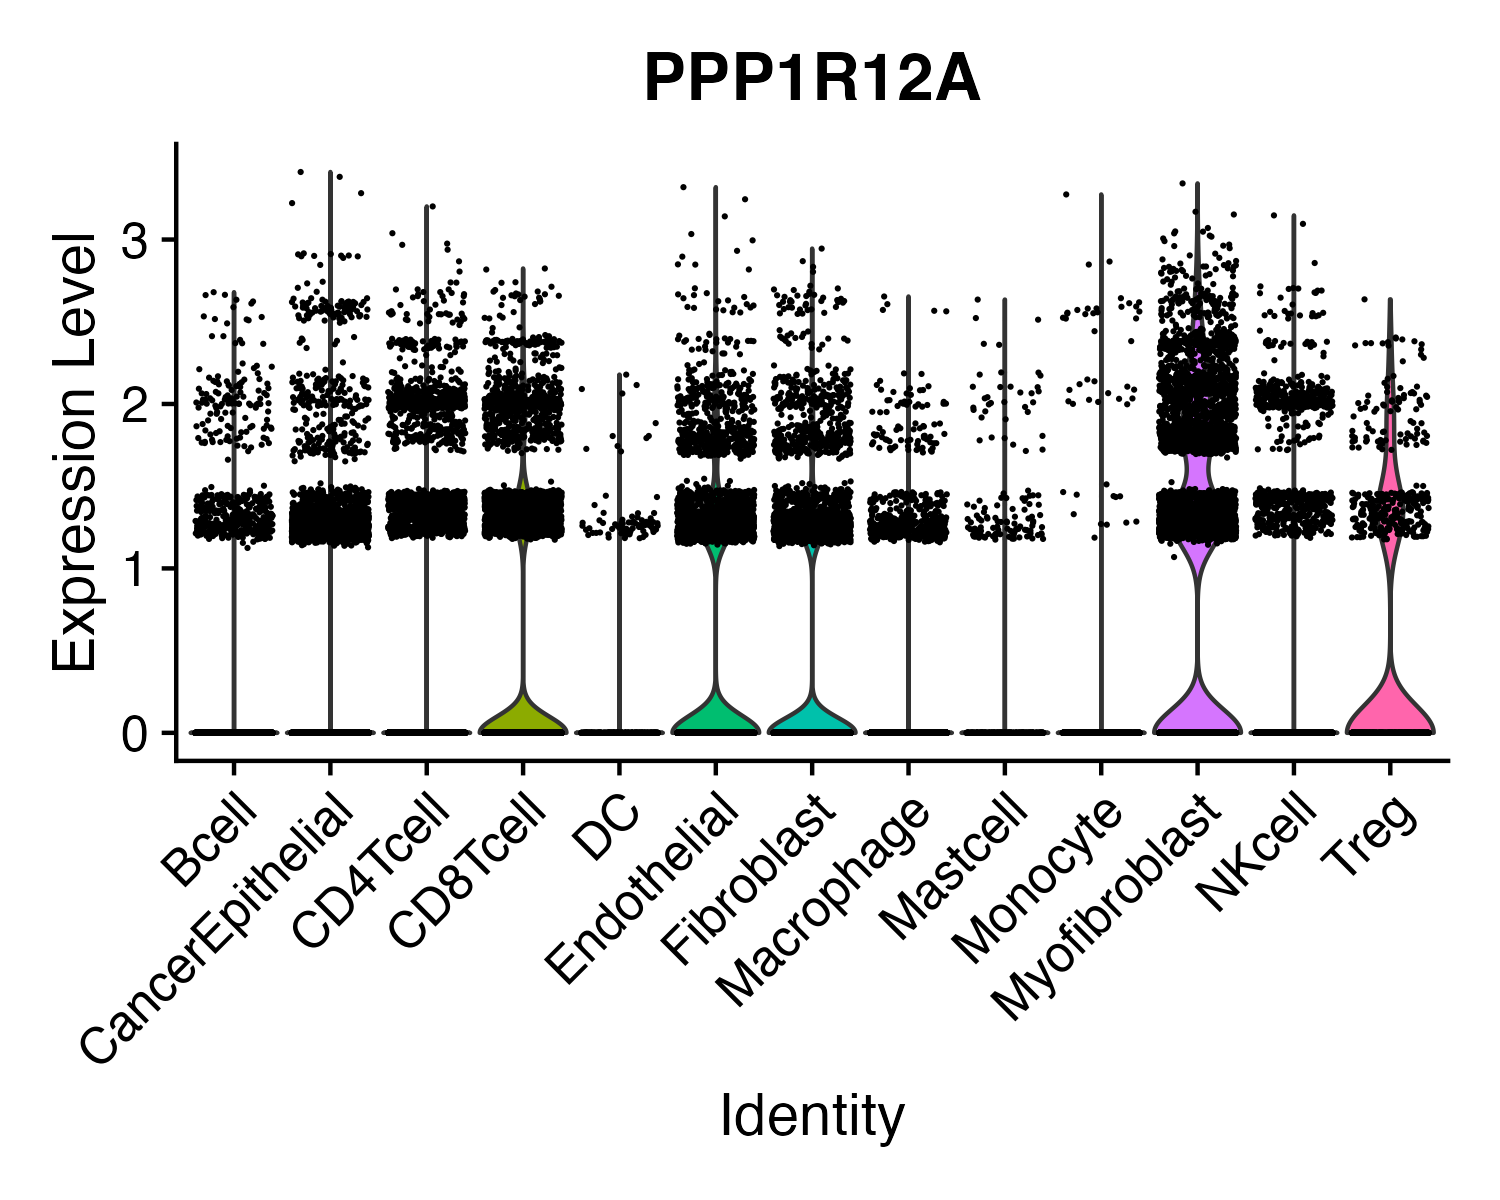 PPP1R12A
Expression Level
3
2
1
0
Bcell
CancerEpithelial
CD4Tcell
CD8Tcell
DC
Endothelial
Fibroblast
Macrophage
Mastcell
Monocyte
Myofibroblast
NKcell
Treg
Identity